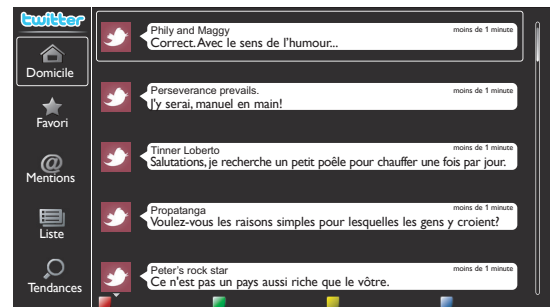 twitter
Domicile
Favori
@
Mentions
Liste
Tendances
Phily and Maggy
moins de 1 minute
Correct. Avec le sens de l'humour...
Perseverance prevails.
moins de 1 minute
J'y serai, manuel en main!
Tinner Loberto
moins de 1 minute
Salutations, je recherche un petit poêle pour chauffer une fois par jour.
Propatanga
moins de 1 minute
Voulez-vous les raisons simples pour lesquelles les gens y croient?
Peter's rock star
moins de 1 minute
Ce n'est pas un pays aussi riche que le vôtre.